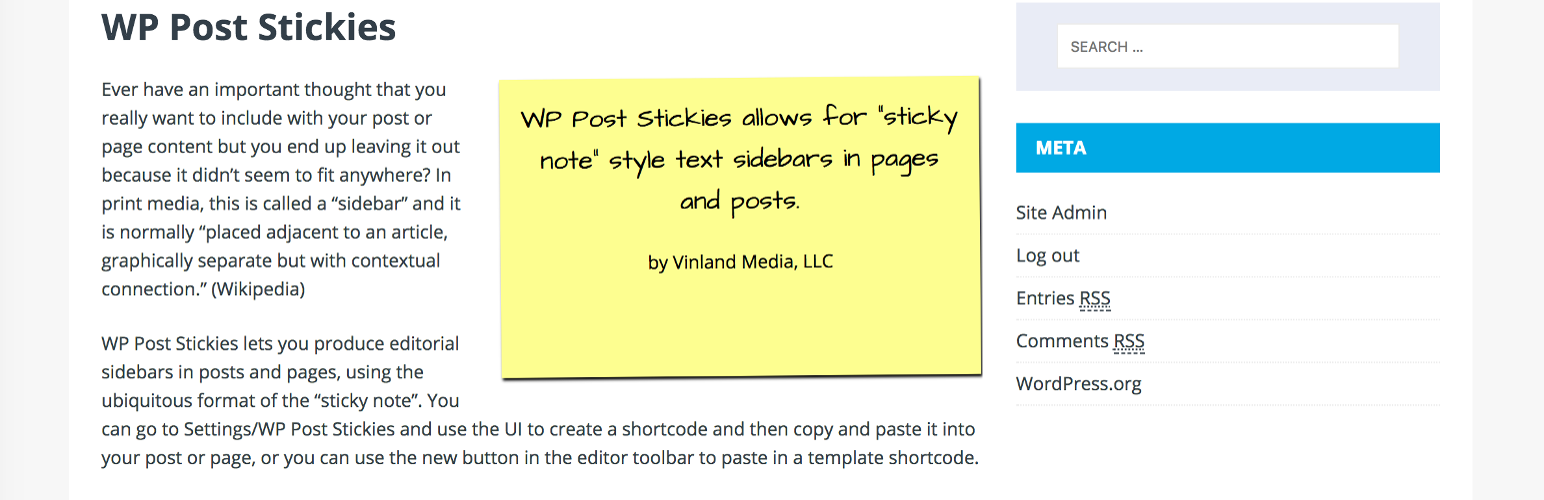 WP Post Stickies
Ever have an important thought that you
really want to include with your post or
page content but you end up leaving it out
because it didn’t seem to fit anywhere? In
print media, this is called a “sidebar” and it
is normally “placed adjacent to an article,
graphically separate but with contextual
connection.” (Wikipedia)
WP Post Stickies allows for "sticky
note" style text sidebars in pages
and posts.
by Vinland Media, LLC
WP Post Stickies lets you produce editorial
sidebars in posts and pages, using the
ubiquitous format of the “sticky note”. You
can go to Settings/WP Post Stickies and use the UI to create a shortcode and then copy and paste it into
your post or page, or you can use the new button in the editor toolbar to paste in a template shortcode.
SEARCH …
META
Site Admin
Log out
Entries RSS
Comments RSS
WordPress.org